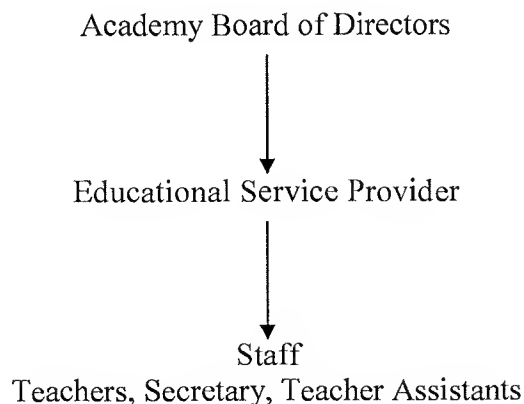 Academy Board of Directors
Educational Service Provider
Staff
Teachers, Secretary, Teacher Assistants